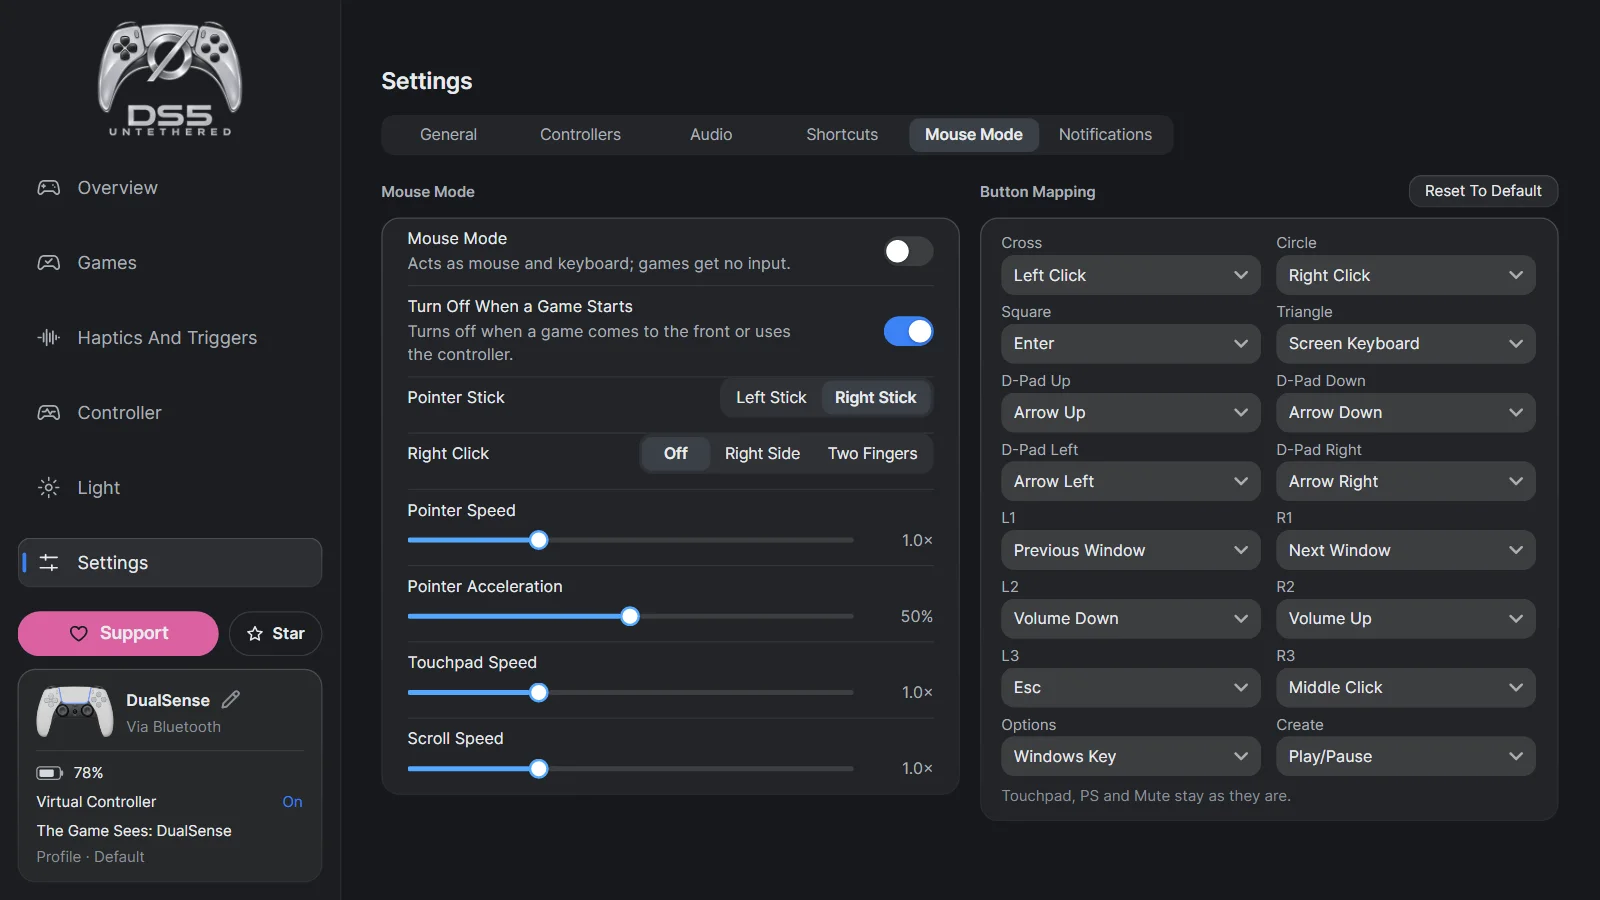 DS5
UNTETHERED
Overview
Games
Haptics And Triggers
Controller
Light
Settings
Support
Star
DualSense
Via Bluetooth
78%
Virtual Controller On
The Game Sees: DualSense
Profile · Default
Settings
General Controllers Audio Shortcuts Mouse Mode Notifications
Mouse Mode
Mouse Mode
Acts as mouse and keyboard; games get no input.
Turn Off When a Game Starts
Turns off when a game comes to the front or uses
the controller.
Pointer Stick Left Stick Right Stick
Right Click Off Right Side Two Fingers
Pointer Speed
1.0×
Pointer Acceleration
50%
Touchpad Speed
1.0×
Scroll Speed
1.0×
Button Mapping Reset To Default
Cross Circle
Left Click Right Click
Square Triangle
Enter Screen Keyboard
D-Pad Up D-Pad Down
Arrow Up Arrow Down
D-Pad Left D-Pad Right
Arrow Left Arrow Right
L1 R1
Previous Window Next Window
L2 R2
Volume Down Volume Up
L3 R3
Esc Middle Click
Options Create
Windows Key Play/Pause
Touchpad, PS and Mute stay as they are.